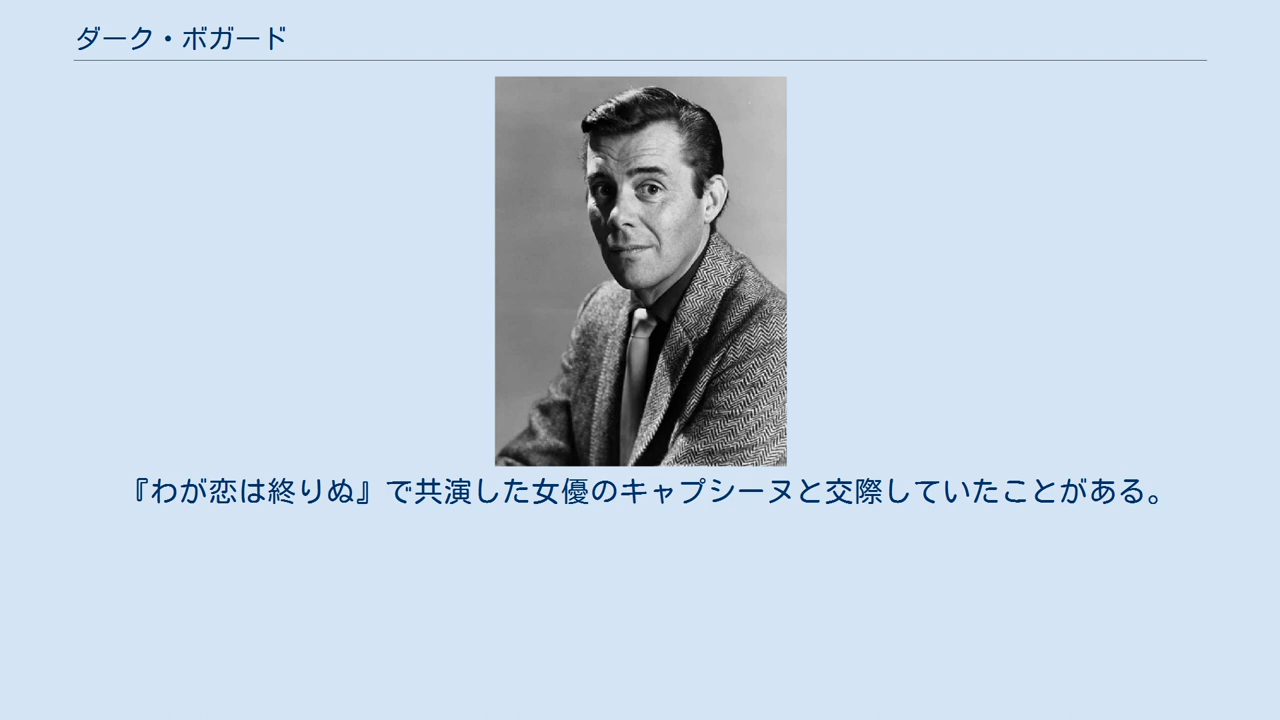 ダーク・ボガード
『わが恋は終りぬ』で共演した女優のキャプシーヌと交際していたことがある。